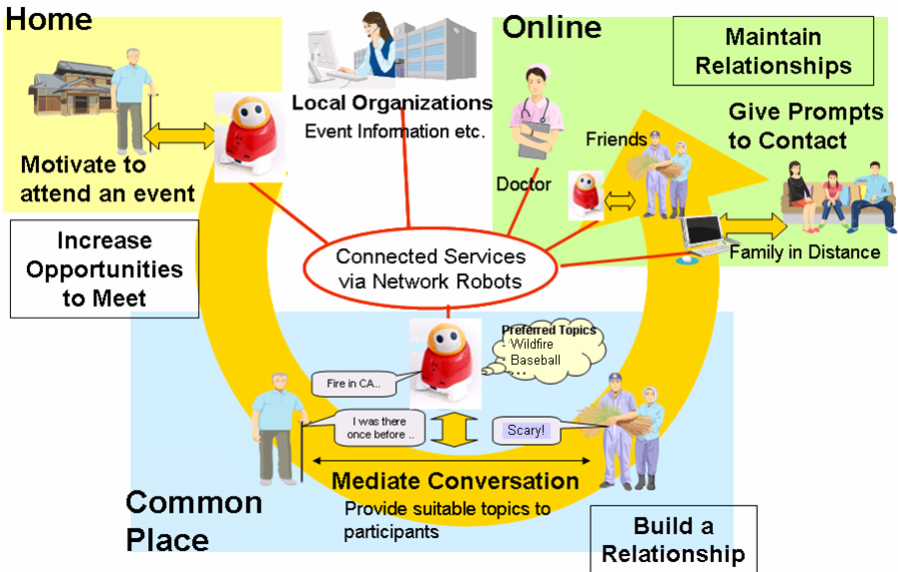 Home
Motivate to
attend an event
Increase
Opportunities
to Meet
Local Organizations
Event Information etc.
Online
Maintain
Relationships
Give Prompts
to Contact
Friends
Doctor
Family in Distance
Connected Services
via Network Robots
Preferred Topics
- Wildfire
- Baseball
- ...
Fire in CA..
I was there
once before ..
Scary!
Mediate Conversation
Provide suitable topics to
participants
Common
Place
Build a
Relationship